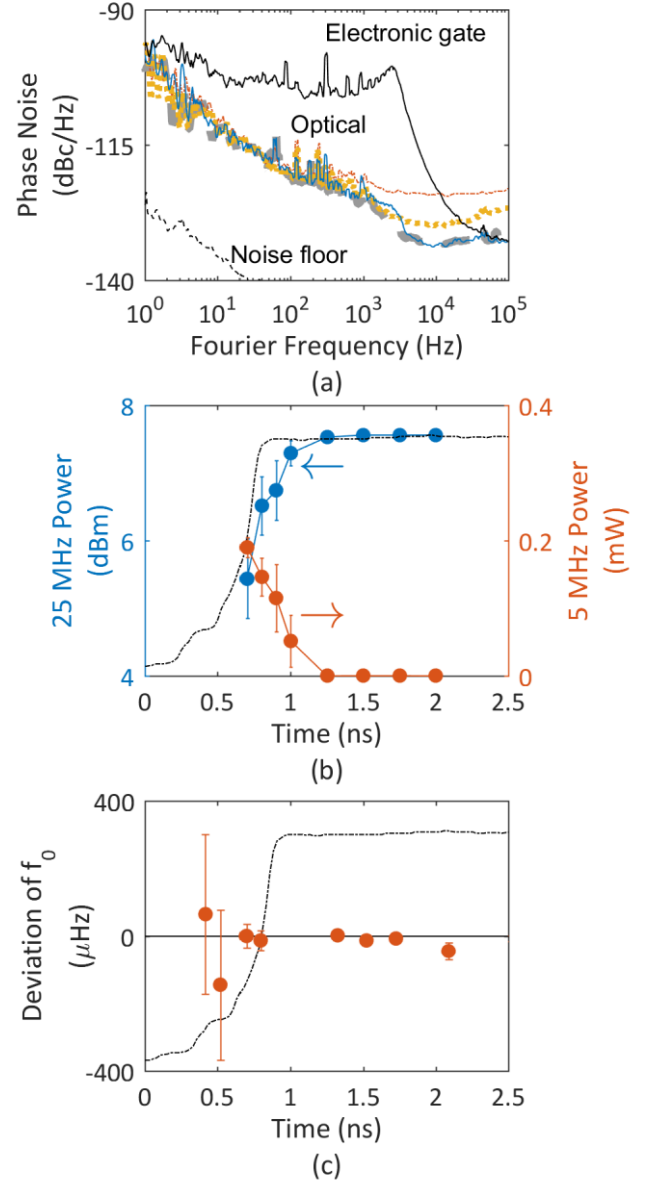 -90
Electronic gate
Phase Noise
(dBc/Hz)
-115
Optical
Noise floor
-140
10^0 10^1 10^2 10^3 10^4 10^5
Fourier Frequency (Hz)
(a)
8 0.4
25 MHz Power
(dBm)
6 0.2
5 MHz Power
(mW)
4 0
0 0.5 1 1.5 2 2.5
Time (ns)
(b)
400
Deviation of f_0
(μHz)
0
-400
0 0.5 1 1.5 2 2.5
Time (ns)
(c)